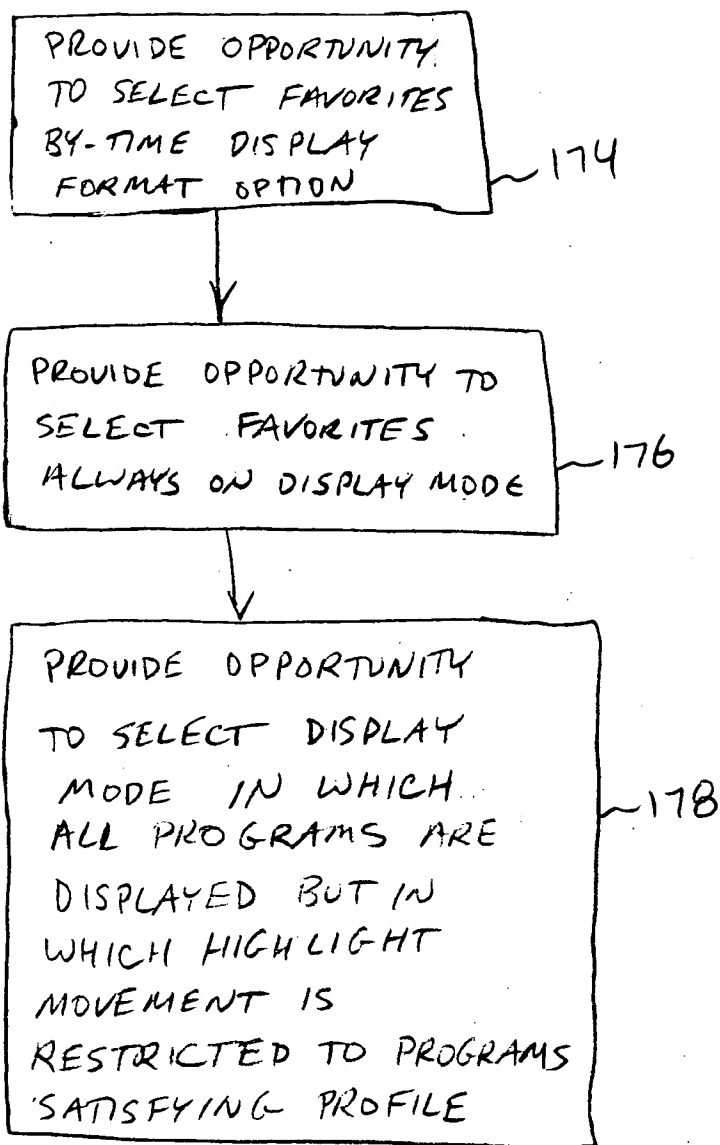 PROVIDE OPPORTUNITY
TO SELECT FAVORITES
BY-TIME DISPLAY
FORMAT OPTION
174
PROVIDE OPPORTUNITY TO
SELECT FAVORITES
ALWAYS ON DISPLAY MODE
176
PROVIDE OPPORTUNITY
TO SELECT DISPLAY
MODE IN WHICH
ALL PROGRAMS ARE
DISPLAYED BUT IN
WHICH HIGHLIGHT
MOVEMENT IS
RESTRICTED TO PROGRAMS
SATISFYING PROFILE
178